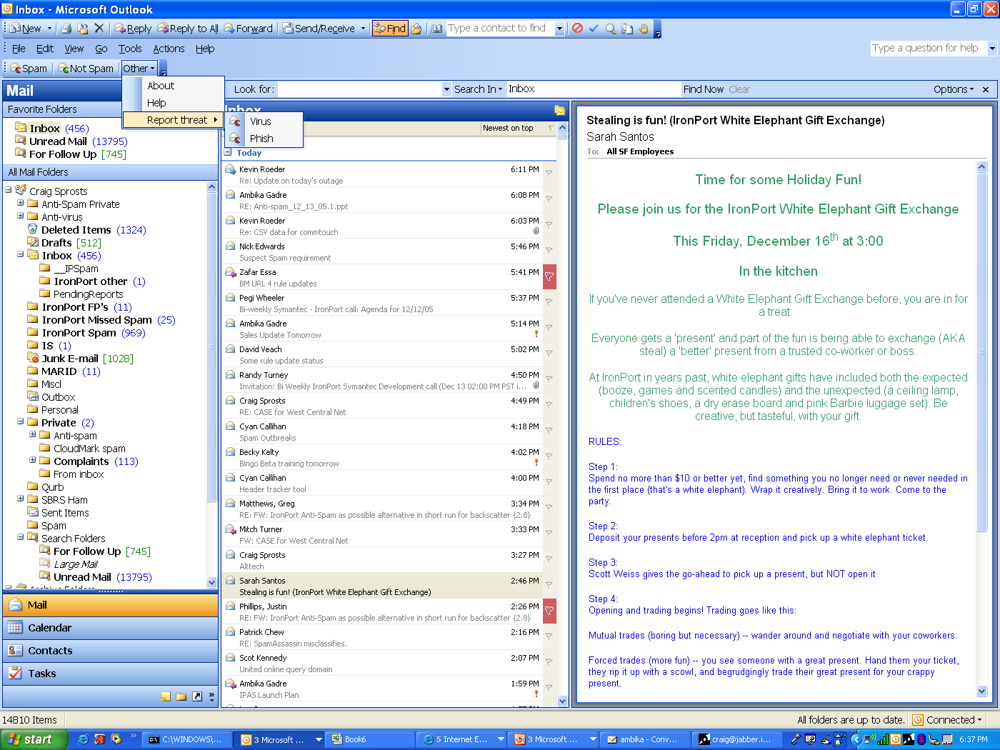 Inbox - Microsoft Outlook
New Reply Reply to All Forward Send/Receive Find Type a contact to find
File Edit View Go Tools Actions Help Type a question for help
Spam Not Spam Other
About
Help
Report threat
Virus
Phish
Mail
Look for: Search In Inbox Find Now Clear Options
Favorite Folders
Inbox (456)
Unread Mail (13795)
For Follow Up [745]
All Mail Folders
Craig Sprosts
Anti-Spam Private
Anti-virus
Deleted Items (1324)
Drafts [512]
Inbox (456)
__IPSpam
IronPort other (1)
PendingReports
IronPort FP's (11)
IronPort Missed Spam (25)
IronPort Spam (969)
IS (1)
Junk E-mail [1028]
MARID (11)
Miscl
Outbox
Personal
Private (2)
Anti-spam
CloudMark spam
Complaints (113)
From inbox
Qurb
SBRS Ham
Sent Items
Spam
Search Folders
For Follow Up [745]
Large Mail
Unread Mail (13795)
Mail
Calendar
Contacts
Tasks
Inbox
Newest on top
Today
Kevin Roeder 6:11 PM
Re: Update on today's outage
Ambika Gadre 6:08 PM
RE: Anti-spam_12_13_05.1.ppt
Kevin Roeder 6:03 PM
Re: CSV data for commtouch
Nick Edwards 5:46 PM
Suspect Spam requirement
Zafar Essa 5:41 PM
BM URL 4 rule updates
Pegi Wheeler 5:37 PM
Bi-weekly Symantec - IronPort call: Agenda for 12/12/05
Ambika Gadre 5:14 PM
Sales Update Tomorrow
David Veach 5:02 PM
Some rule update status
Randy Turney 4:50 PM
Invitation: Bi Weekly IronPort Symantec Development call (Dec 13 02:00 PM PST i...
Craig Sprosts 4:49 PM
RE: CASE for West Central Net
Cyan Callihan 4:18 PM
Spam Outbreaks
Becky Kelty 4:02 PM
Bingo Beta training tomorrow
Cyan Callihan 4:00 PM
Header tracker tool
Matthews, Greg 3:34 PM
RE: FW: IronPort Anti-Spam as possible alternative in short run for backscatter {2.8}
Mitch Turner 3:33 PM
FW: CASE for West Central Net
Craig Sprosts 3:27 PM
Alttech
Sarah Santos 2:46 PM
Stealing is fun! (IronPort White Elephant Gift Exchange)
Phillips, Justin 2:26 PM
RE: FW: IronPort Anti-Spam as possible alternative in short run for backscatter {2.8}
Patrick Chew 2:16 PM
RE: SpamAssassin misclassifies.
Scot Kennedy 2:07 PM
United online query domain
Ambika Gadre 1:59 PM
IPAS Launch Plan
Stealing is fun! (IronPort White Elephant Gift Exchange)
Sarah Santos
To: All SF Employees
Time for some Holiday Fun!
Please join us for the IronPort White Elephant Gift Exchange
This Friday, December 16th at 3:00
In the kitchen
If you've never attended a White Elephant Gift Exchange before, you are in for
a treat.
Everyone gets a 'present' and part of the fun is being able to exchange (AKA
steal) a 'better' present from a trusted co-worker or boss.
At IronPort in years past, white elephant gifts have included both the expected
(booze, games and scented candles) and the unexpected (a ceiling lamp,
children's shoes, a dry erase board and pink Barbie luggage set). Be
creative, but tasteful, with your gift.
RULES:
Step 1:
Spend no more than $10 or better yet, find something you no longer need or never needed in
the first place (that's a white elephant). Wrap it creatively. Bring it to work. Come to the
party.
Step 2:
Deposit your presents before 2pm at reception and pick up a white elephant ticket.
Step 3:
Scott Weiss gives the go-ahead to pick up a present, but NOT open it
Step 4:
Opening and trading begins! Trading goes like this:
Mutual trades (boring but necessary) -- wander around and negotiate with your coworkers.
Forced trades (more fun) -- you see someone with a great present. Hand them your ticket,
they rip it up with a scowl, and begrudgingly trade their great present for your crappy
present.
14810 Items All folders are up to date. Connected
start C:\WINDOWS\... 3 Microsoft ... Book6 5 Internet E... 3 Microsoft ... ambika - Conv... craig@jabber.i... 6:37 PM